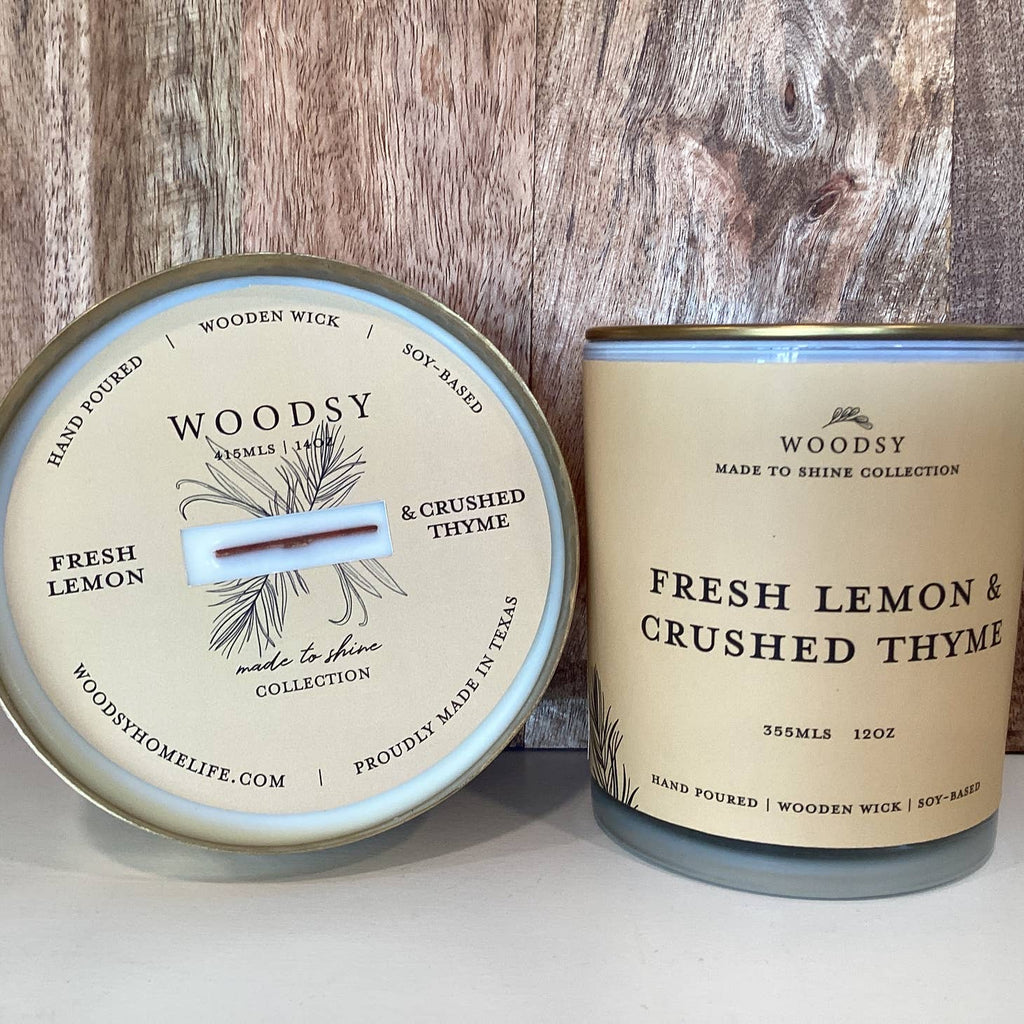 HAND POURED | WOODEN WICK | SOY-BASED
WOODSY
415MLS | 14OZ
FRESH
LEMON
& CRUSHED
THYME
made to shine
COLLECTION
WOODSYHOMELIFE.COM | PROUDLY MADE IN TEXAS
WOODSY
MADE TO SHINE COLLECTION
FRESH LEMON &
CRUSHED THYME
355MLS 12OZ
HAND POURED | WOODEN WICK | SOY-BASED